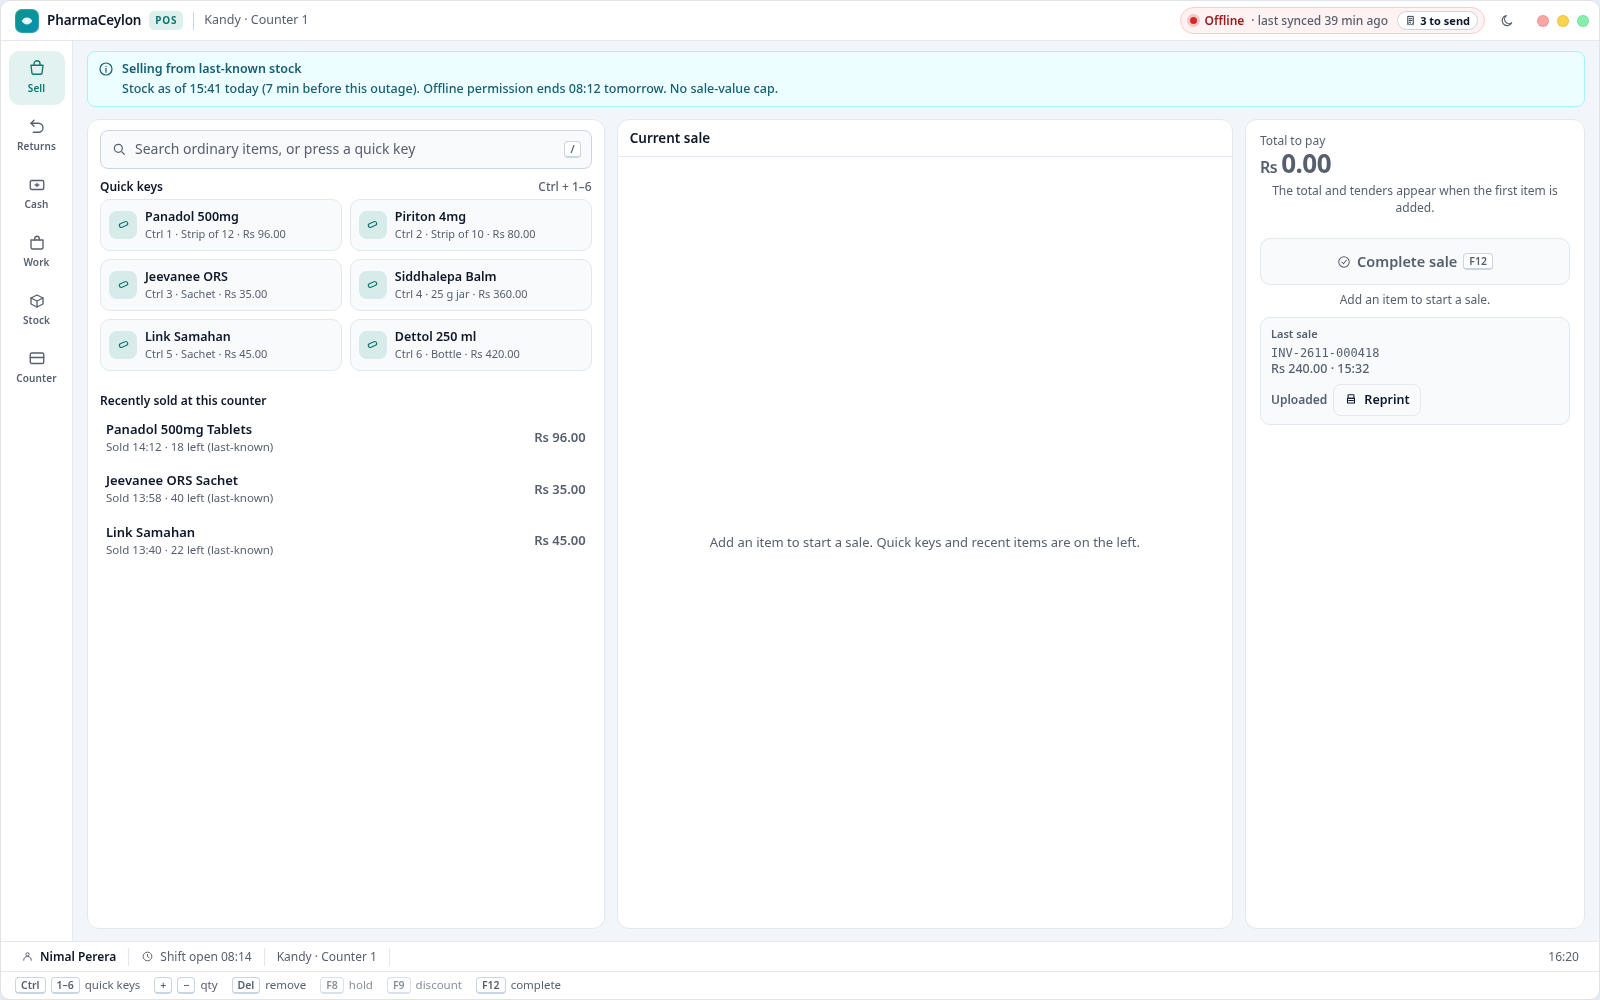 PharmaCeylon POS Kandy · Counter 1 Offline · last synced 39 min ago 3 to send
Sell
Returns
Cash
Work
Stock
Counter
Selling from last-known stock
Stock as of 15:41 today (7 min before this outage). Offline permission ends 08:12 tomorrow. No sale-value cap.
Search ordinary items, or press a quick key /
Quick keys Ctrl + 1–6
Panadol 500mg
Ctrl 1 · Strip of 12 · Rs 96.00
Piriton 4mg
Ctrl 2 · Strip of 10 · Rs 80.00
Jeevanee ORS
Ctrl 3 · Sachet · Rs 35.00
Siddhalepa Balm
Ctrl 4 · 25 g jar · Rs 360.00
Link Samahan
Ctrl 5 · Sachet · Rs 45.00
Dettol 250 ml
Ctrl 6 · Bottle · Rs 420.00
Recently sold at this counter
Panadol 500mg Tablets
Sold 14:12 · 18 left (last-known)
Rs 96.00
Jeevanee ORS Sachet
Sold 13:58 · 40 left (last-known)
Rs 35.00
Link Samahan
Sold 13:40 · 22 left (last-known)
Rs 45.00
Current sale
Add an item to start a sale. Quick keys and recent items are on the left.
Total to pay
Rs 0.00
The total and tenders appear when the first item is
added.
Complete sale F12
Add an item to start a sale.
Last sale
INV-2611-000418
Rs 240.00 · 15:32
Uploaded Reprint
Nimal Perera Shift open 08:14 Kandy · Counter 1 16:20
Ctrl 1–6 quick keys + − qty Del remove F8 hold F9 discount F12 complete